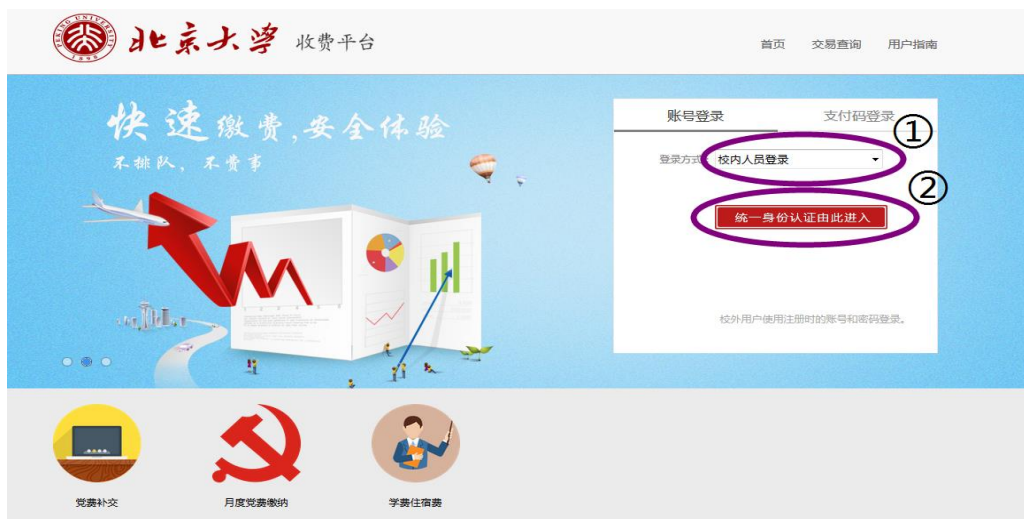 北京大学 收费平台
首页 交易查询 用户指南
快速缴费,安全体验
不排队，不费事
账号登录 支付码登录
①
登录方式 校内人员登录
②
统一身份认证由此进入
校外用户使用注册时的账号和密码登录。
党费补交 月度党费缴纳 学费住宿费